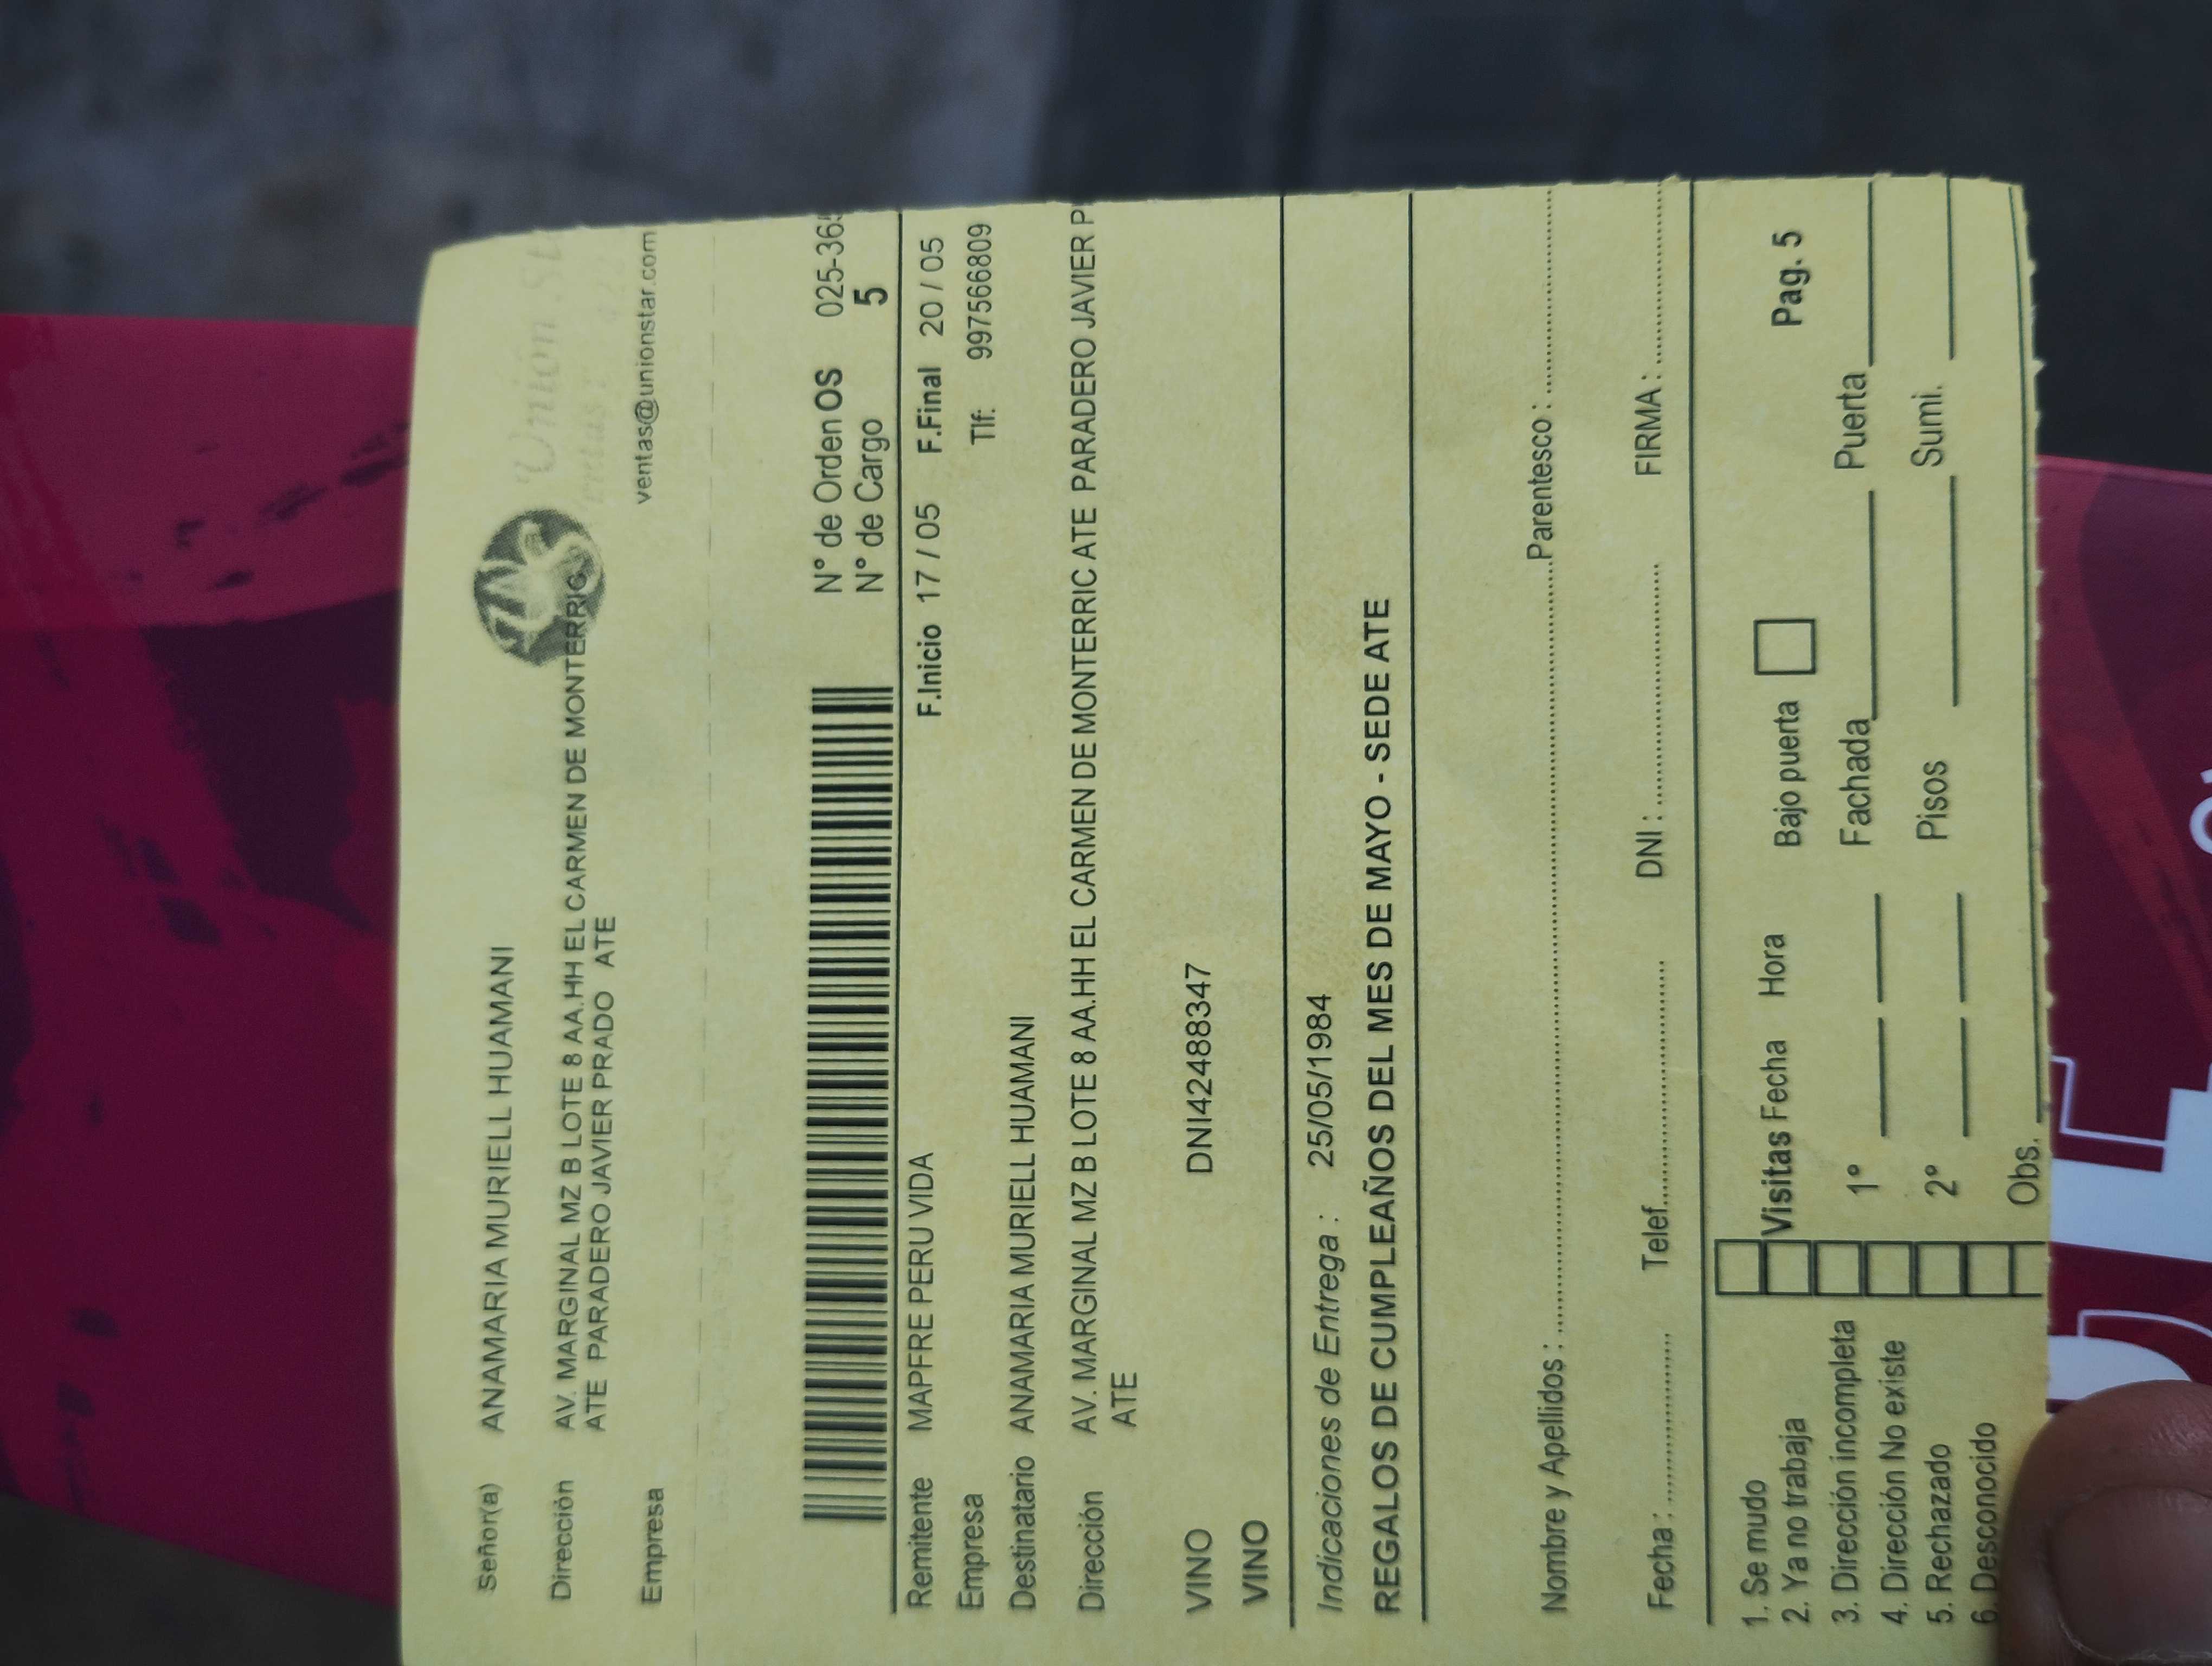 Señor(a) ANAMARIA MURIELL HUAMANI
Dirección AV. MARGINAL MZ B LOTE 8 AA.HH EL CARMEN DE MONTERRIC
ATE PARADERO JAVIER PRADO ATE
Empresa
Unión
ventas@unionstar.com
N° de Orden OS 025-365
N° de Cargo 5
Remitente MAPFRE PERU VIDA F.Inicio 17 / 05 F.Final 20 / 05
Empresa Tlf: 997566809
Destinatario ANAMARIA MURIELL HUAMANI
Dirección AV. MARGINAL MZ B LOTE 8 AA.HH EL CARMEN DE MONTERRIC ATE PARADERO JAVIER P
ATE
VINO DNI42488347
VINO
Indicaciones de Entrega : 25/05/1984
REGALOS DE CUMPLEAÑOS DEL MES DE MAYO - SEDE ATE
Nombre y Apellidos : Parentesco :
Fecha : Telef. DNI : FIRMA :
1. Se mudo
2. Ya no trabaja
3. Dirección incompleta
4. Dirección No existe
5. Rechazado
6. Desconocido
Visitas Fecha Hora Bajo puerta Pag. 5
1° Fachada Puerta
2° Pisos Sumi.
Obs.